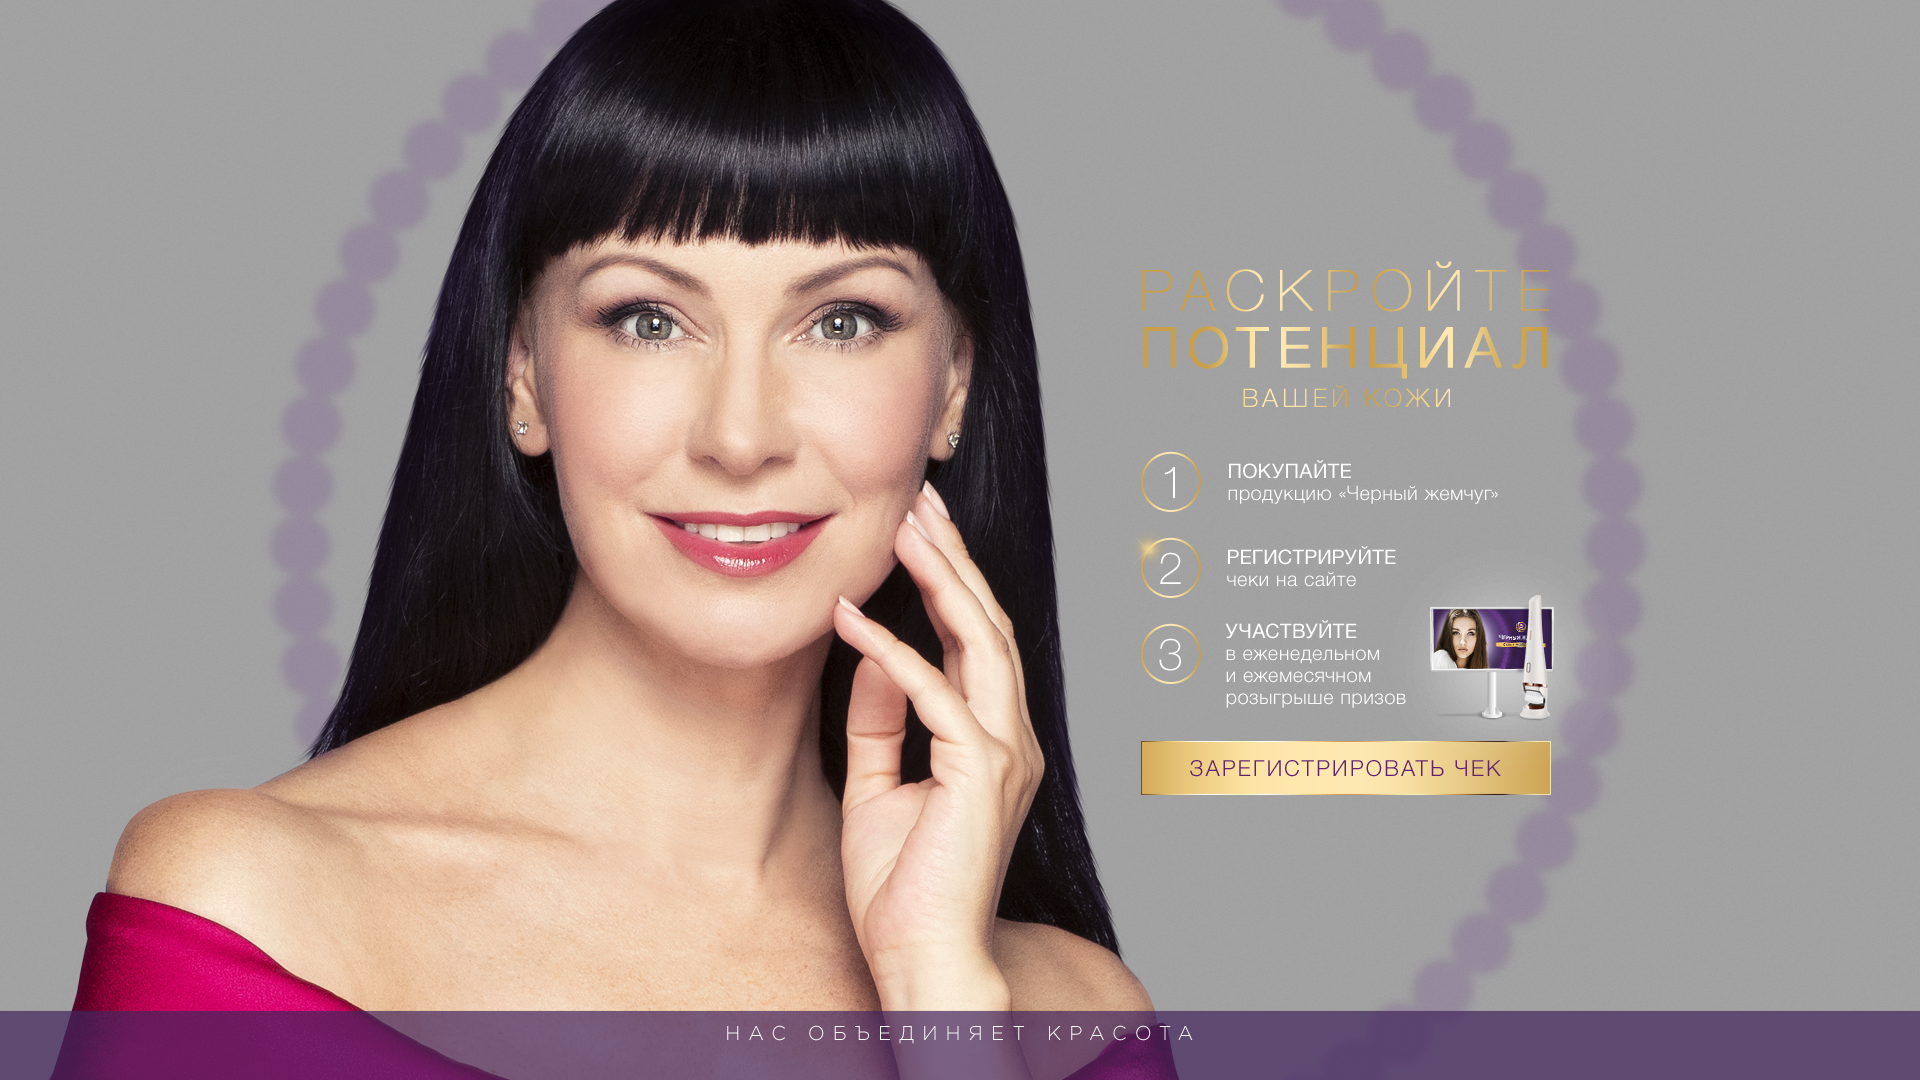 РАСКРОЙТЕ
ПОТЕНЦИАЛ
ВАШЕЙ КОЖИ
1
ПОКУПАЙТЕ
продукцию «Черный жемчуг»
2
РЕГИСТРИРУЙТЕ
чеки на сайте
3
УЧАСТВУЙТЕ
в еженедельном
и ежемесячном
розыгрыше призов
ЗАРЕГИСТРИРОВАТЬ ЧЕК
НАС ОБЪЕДИНЯЕТ КРАСОТА